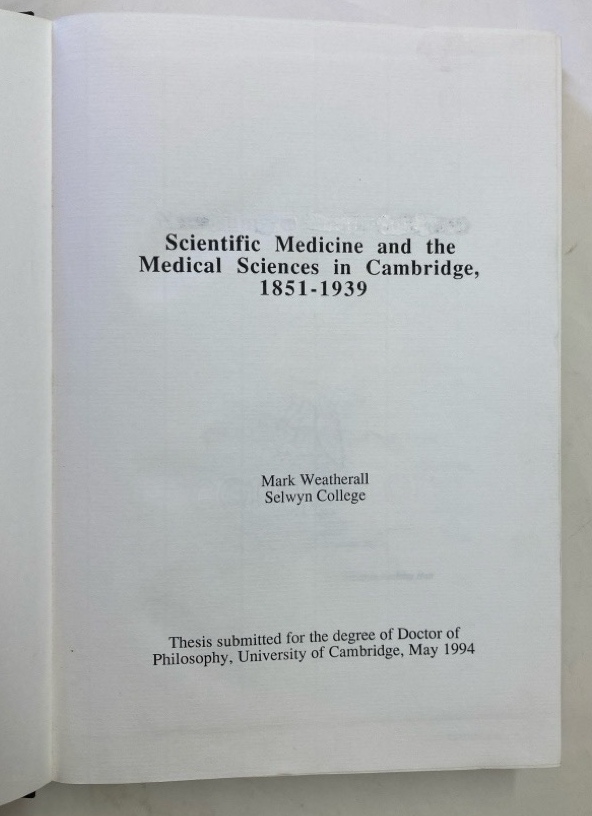 Scientific Medicine and the
Medical Sciences in Cambridge,
1851-1939
Mark Weatherall
Selwyn College
Thesis submitted for the degree of Doctor of
Philosophy, University of Cambridge, May 1994